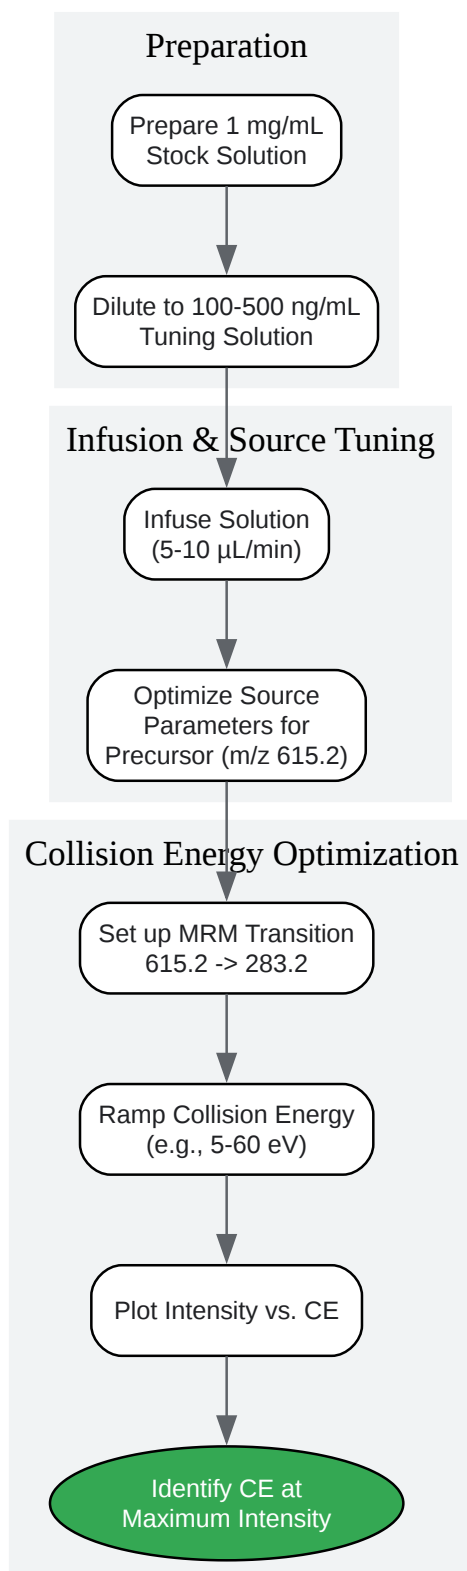 Preparation
Prepare 1 mg/mL
Stock Solution
Dilute to 100-500 ng/mL
Tuning Solution
Infusion & Source Tuning
Infuse Solution
(5-10 µL/min)
Optimize Source
Parameters for
Precursor (m/z 615.2)
Collision Energy Optimization
Set up MRM Transition
615.2 -> 283.2
Ramp Collision Energy
(e.g., 5-60 eV)
Plot Intensity vs. CE
Identify CE at
Maximum Intensity